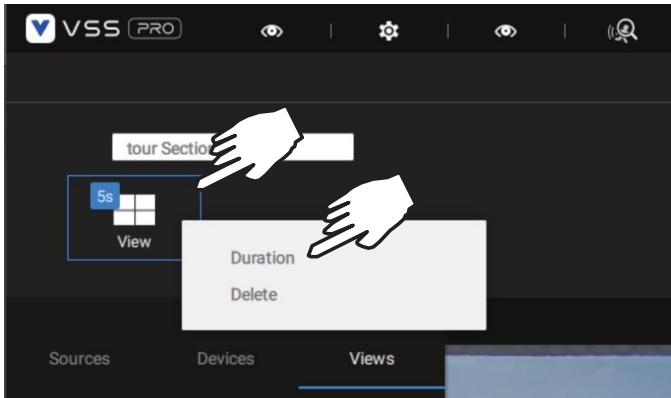 VSS PRO
tour Section
5s
View
Duration
Delete
Sources Devices Views